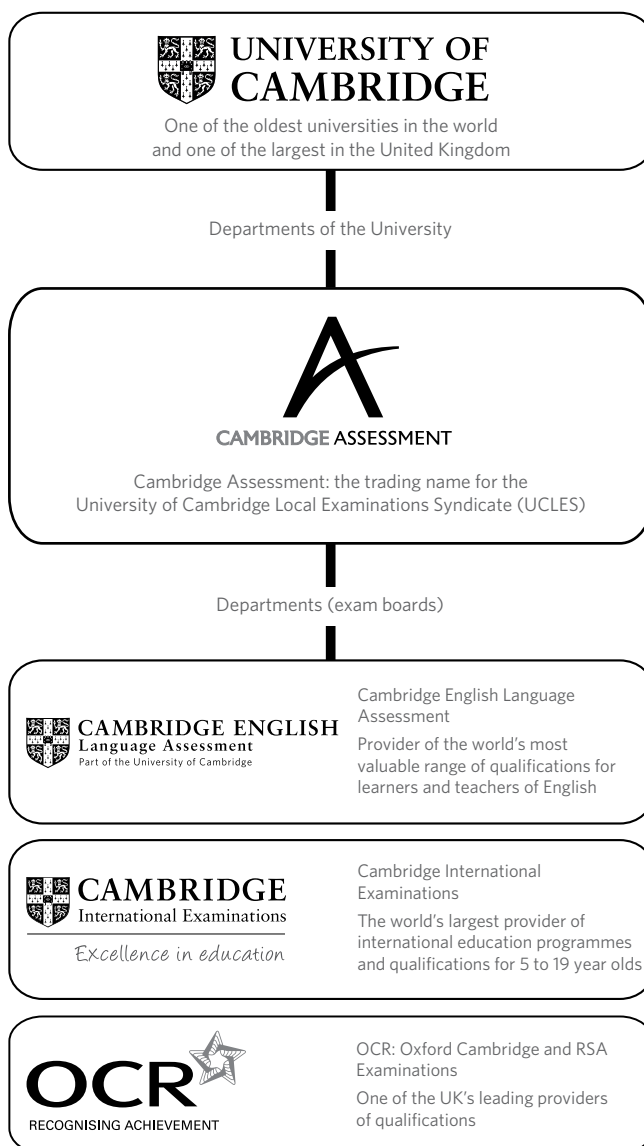 UNIVERSITY OF
CAMBRIDGE
One of the oldest universities in the world
and one of the largest in the United Kingdom
Departments of the University
CAMBRIDGE ASSESSMENT
Cambridge Assessment: the trading name for the
University of Cambridge Local Examinations Syndicate (UCLES)
Departments (exam boards)
CAMBRIDGE ENGLISH
Language Assessment
Part of the University of Cambridge
Cambridge English Language
Assessment
Provider of the world’s most
valuable range of qualifications for
learners and teachers of English
CAMBRIDGE
International Examinations
Excellence in education
Cambridge International
Examinations
The world’s largest provider of
international education programmes
and qualifications for 5 to 19 year olds
OCR
RECOGNISING ACHIEVEMENT
OCR: Oxford Cambridge and RSA
Examinations
One of the UK’s leading providers
of qualifications